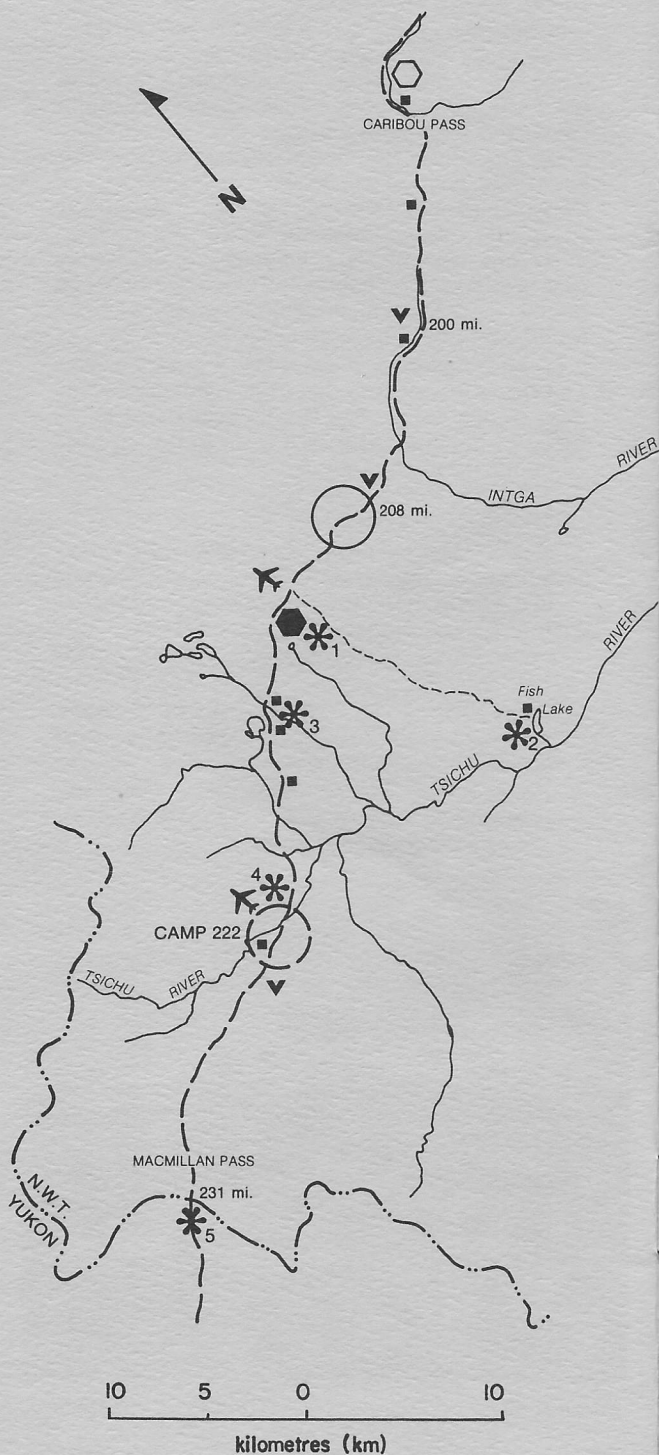 N
CARIBOU PASS
200 mi.
RIVER
INTGA
208 mi.
1
RIVER
Fish
Lake
3
2
TSICHU
4
CAMP 222
TSICHU
RIVER
MACMILLAN PASS
N.W.T.
231 mi.
YUKON
5
10 5 0 10
kilometres (km)